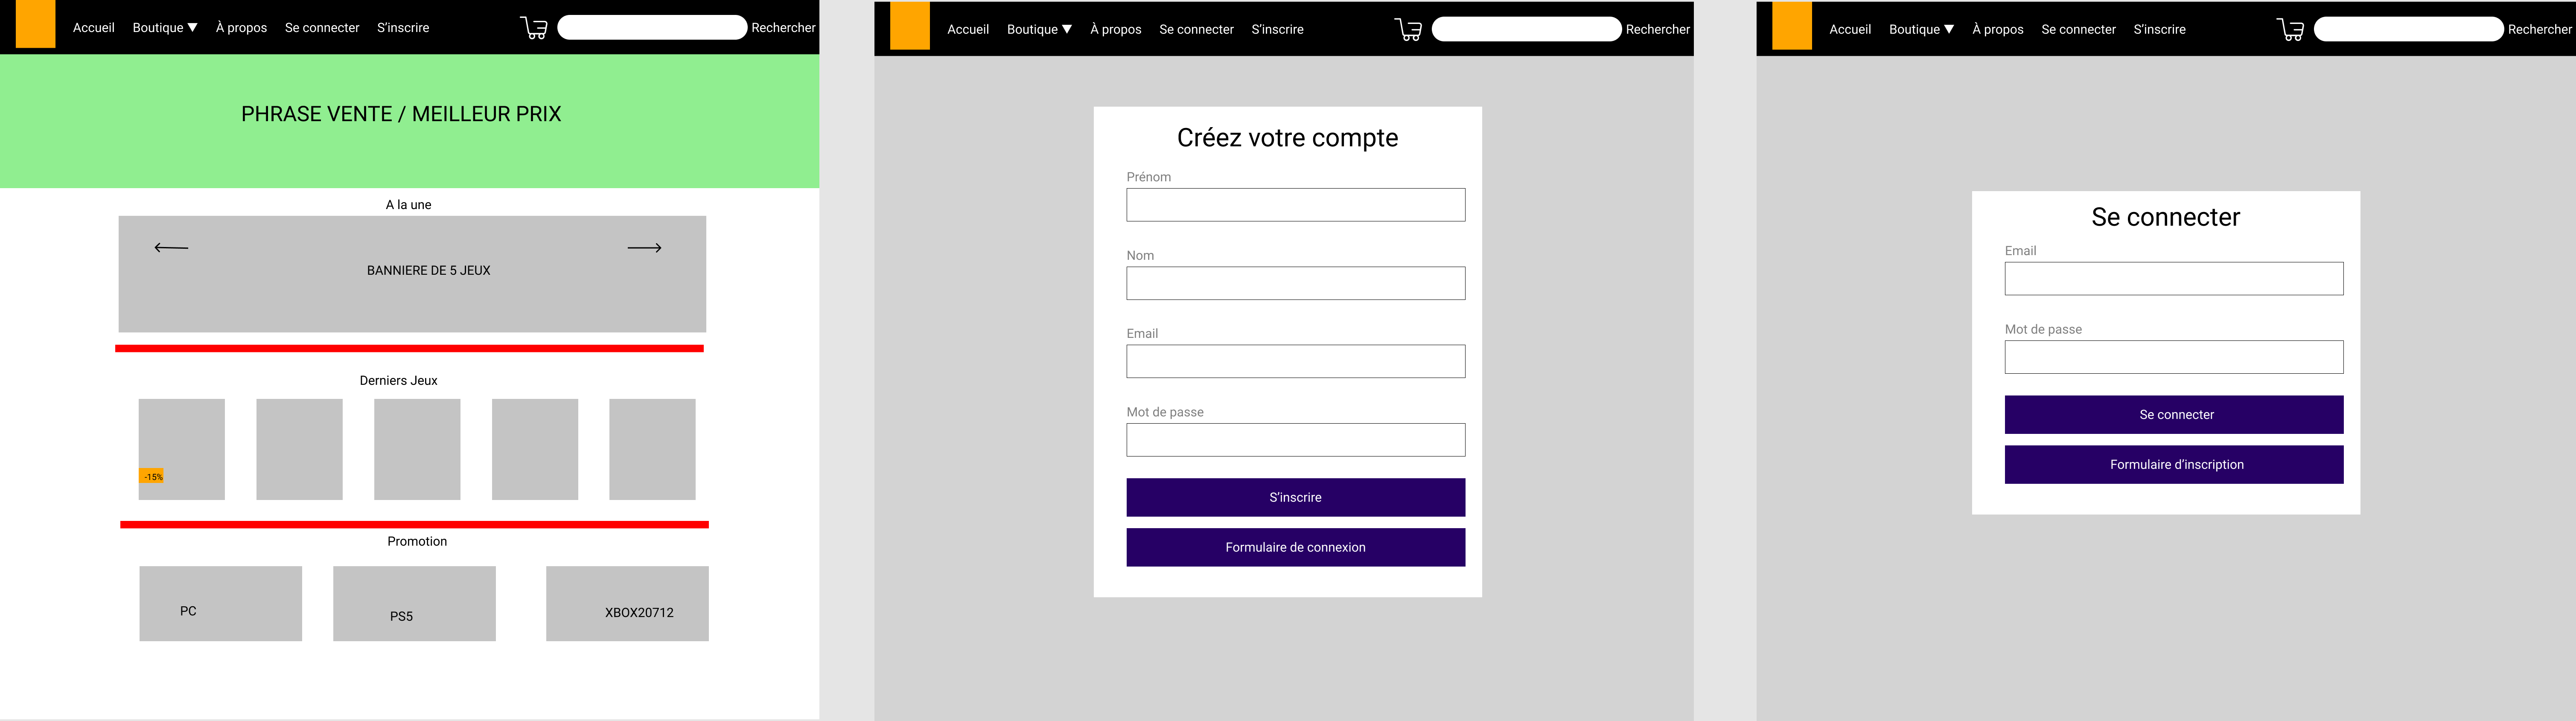 Accueil Boutique ▼ À propos Se connecter S'inscrire Rechercher
PHRASE VENTE / MEILLEUR PRIX
A la une
BANNIERE DE 5 JEUX
Derniers Jeux
-15%
Promotion
PC
PS5
XBOX20712
Accueil Boutique ▼ À propos Se connecter S'inscrire Rechercher
Créez votre compte
Prénom
Nom
Email
Mot de passe
S'inscrire
Formulaire de connexion
Accueil Boutique ▼ À propos Se connecter S'inscrire Rechercher
Se connecter
Email
Mot de passe
Se connecter
Formulaire d'inscription